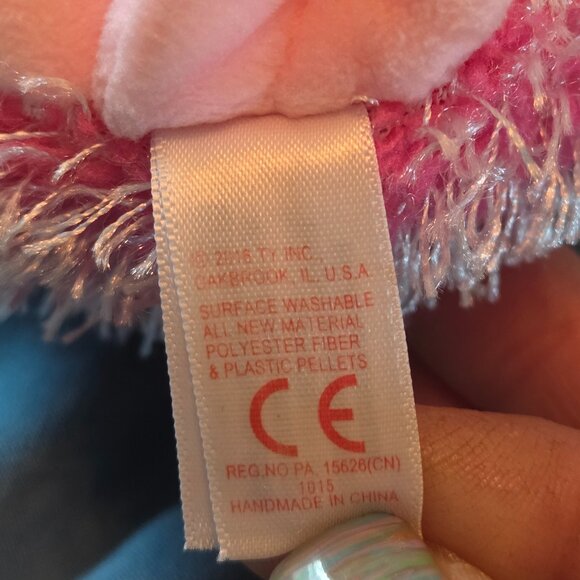 © 2016 TY INC
OAKBROOK, IL, U.S.A
SURFACE WASHABLE
ALL NEW MATERIAL
POLYESTER FIBER
& PLASTIC PELLETS
CE
REG.NO PA. 15626(CN)
1015
HANDMADE IN CHINA